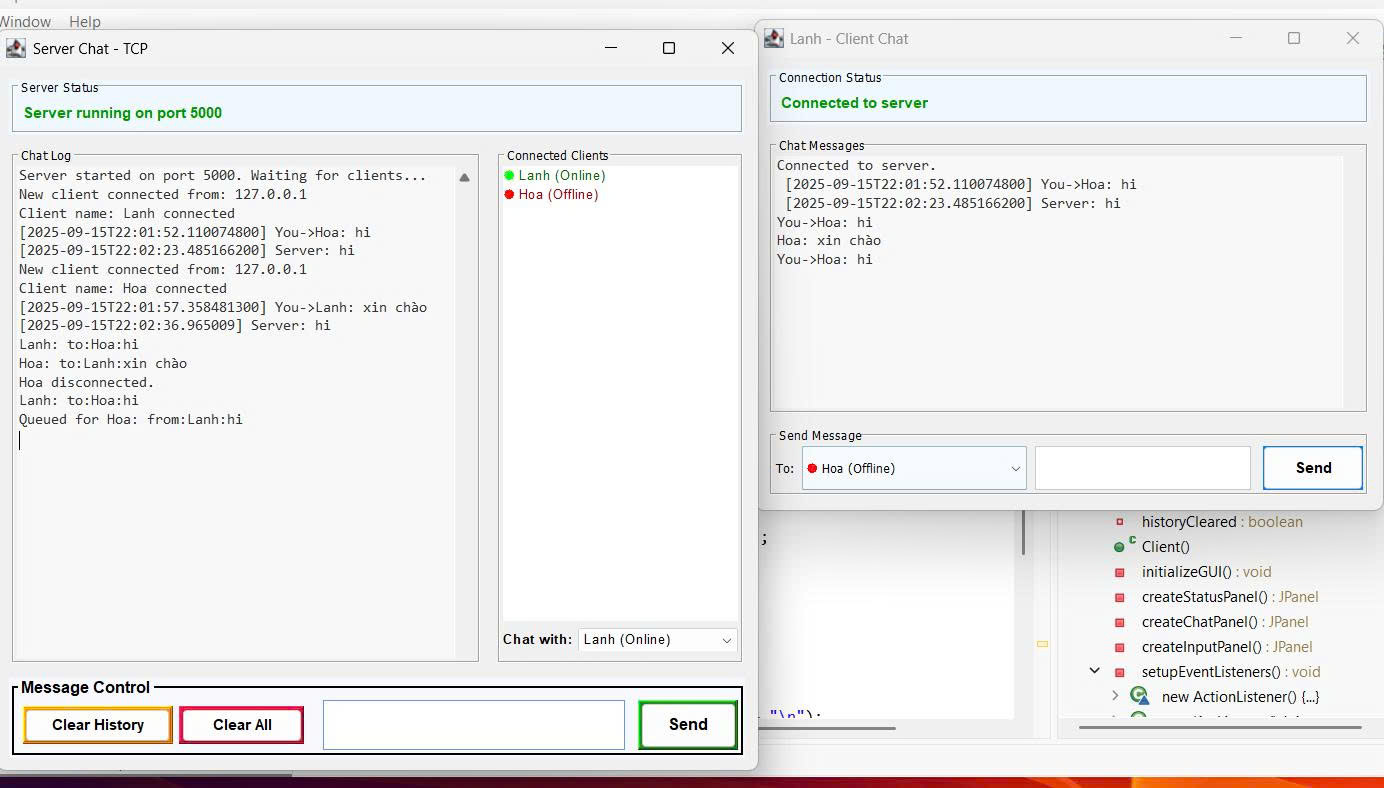 Window Help
Server Chat - TCP
Server Status
Server running on port 5000
Chat Log
Server started on port 5000. Waiting for clients...
New client connected from: 127.0.0.1
Client name: Lanh connected
[2025-09-15T22:01:52.110074800] You->Hoa: hi
[2025-09-15T22:02:23.485166200] Server: hi
New client connected from: 127.0.0.1
Client name: Hoa connected
[2025-09-15T22:01:57.358481300] You->Lanh: xin chào
[2025-09-15T22:02:36.965009] Server: hi
Lanh: to:Hoa:hi
Hoa: to:Lanh:xin chào
Hoa disconnected.
Lanh: to:Hoa:hi
Queued for Hoa: from:Lanh:hi
Connected Clients
Lanh (Online)
Hoa (Offline)
Chat with: Lanh (Online)
Message Control
Clear History
Clear All
Send
Lanh - Client Chat
Connection Status
Connected to server
Chat Messages
Connected to server.
[2025-09-15T22:01:52.110074800] You->Hoa: hi
[2025-09-15T22:02:23.485166200] Server: hi
You->Hoa: hi
Hoa: xin chào
You->Hoa: hi
Send Message
To: Hoa (Offline)
Send
;
"\n");
historyCleared : boolean
C Client()
initializeGUI() : void
createStatusPanel() : JPanel
createChatPanel() : JPanel
createInputPanel() : JPanel
setupEventListeners() : void
new ActionListener() {...}